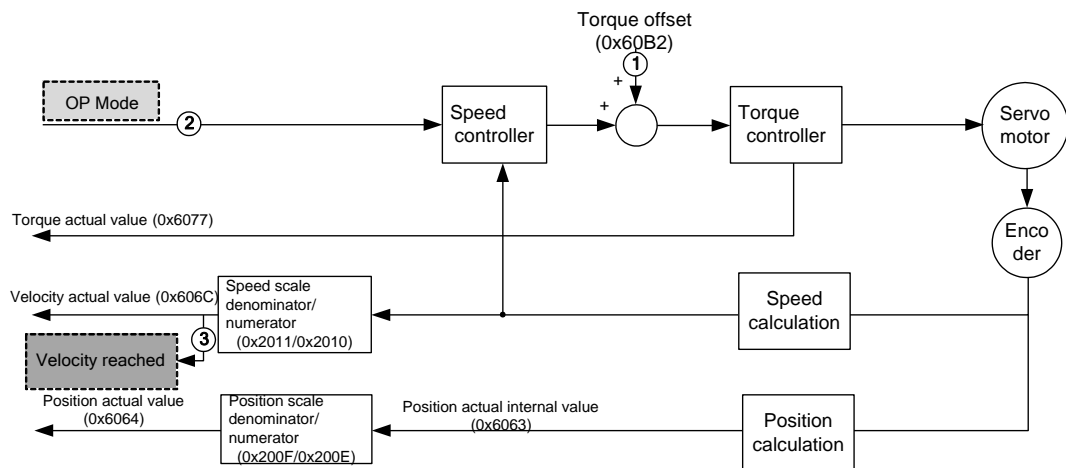 Torque offset
(0x60B2)
1
OP Mode
2
+
+
Speed
controller
Torque
controller
Servo
motor
Torque actual value (0x6077)
Enco
der
Velocity actual value (0x606C)
Speed scale
denominator/
numerator
(0x2011/0x2010)
Speed
calculation
3
Velocity reached
Position actual value
(0x6064)
Position scale
denominator/
numerator
(0x200F/0x200E)
Position actual internal value
(0x6063)
Position
calculation